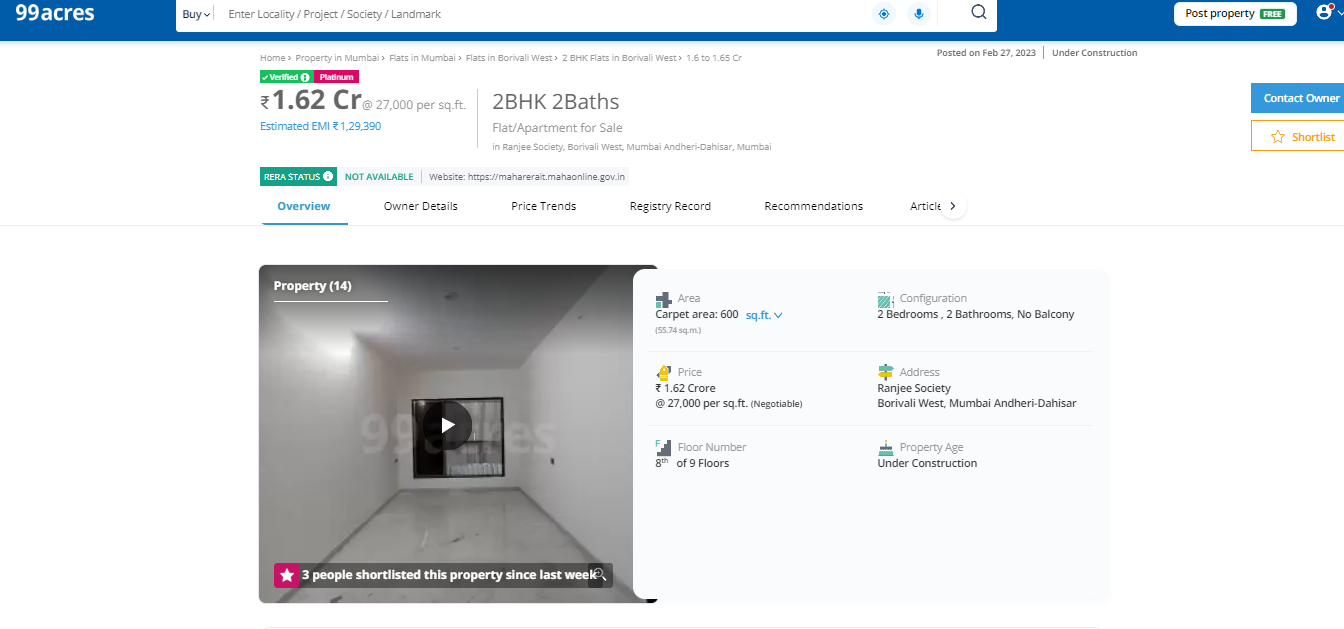 99acres
Buy
Enter Locality / Project / Society / Landmark
Post property FREE
Home > Property in Mumbai > Flats in Mumbai > Flats in Borivali West > 2 BHK Flats in Borivali West > 1.6 to 1.65 Cr
Posted on Feb 27, 2023 | Under Construction
Verified Platinum
₹1.62 Cr @ 27,000 per sq.ft.
Estimated EMI ₹ 1,29,390
2BHK 2Baths
Flat/Apartment for Sale
in Ranjee Society, Borivali West, Mumbai Andheri-Dahisar, Mumbai
Contact Owner
Shortlist
RERA STATUS NOT AVAILABLE | Website: https://maharerait.mahaonline.gov.in
Overview Owner Details Price Trends Registry Record Recommendations Article
Property (14)
99acres
3 people shortlisted this property since last week
Area
Carpet area: 600 sq.ft.
(55.74 sq.m.)
Configuration
2 Bedrooms , 2 Bathrooms, No Balcony
Price
₹ 1.62 Crore
@ 27,000 per sq.ft. (Negotiable)
Address
Ranjee Society
Borivali West, Mumbai Andheri-Dahisar
Floor Number
8th of 9 Floors
Property Age
Under Construction